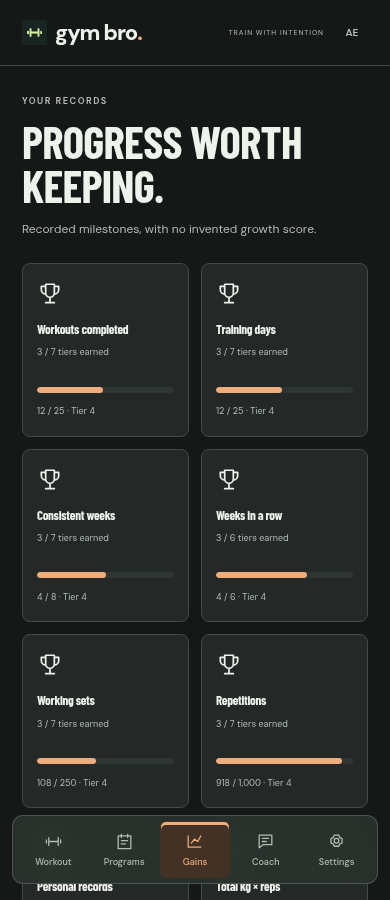 gym bro.
TRAIN WITH INTENTION
AE
YOUR RECORDS
PROGRESS WORTH
KEEPING.
Recorded milestones, with no invented growth score.
Workouts completed
3 / 7 tiers earned
12 / 25 · Tier 4
Training days
3 / 7 tiers earned
12 / 25 · Tier 4
Consistent weeks
3 / 7 tiers earned
4 / 8 · Tier 4
Weeks in a row
3 / 6 tiers earned
4 / 6 · Tier 4
Working sets
3 / 7 tiers earned
108 / 250 · Tier 4
Repetitions
3 / 7 tiers earned
918 / 1,000 · Tier 4
Workout
Programs
Gains
Coach
Settings
Personal records
Total kg × reps